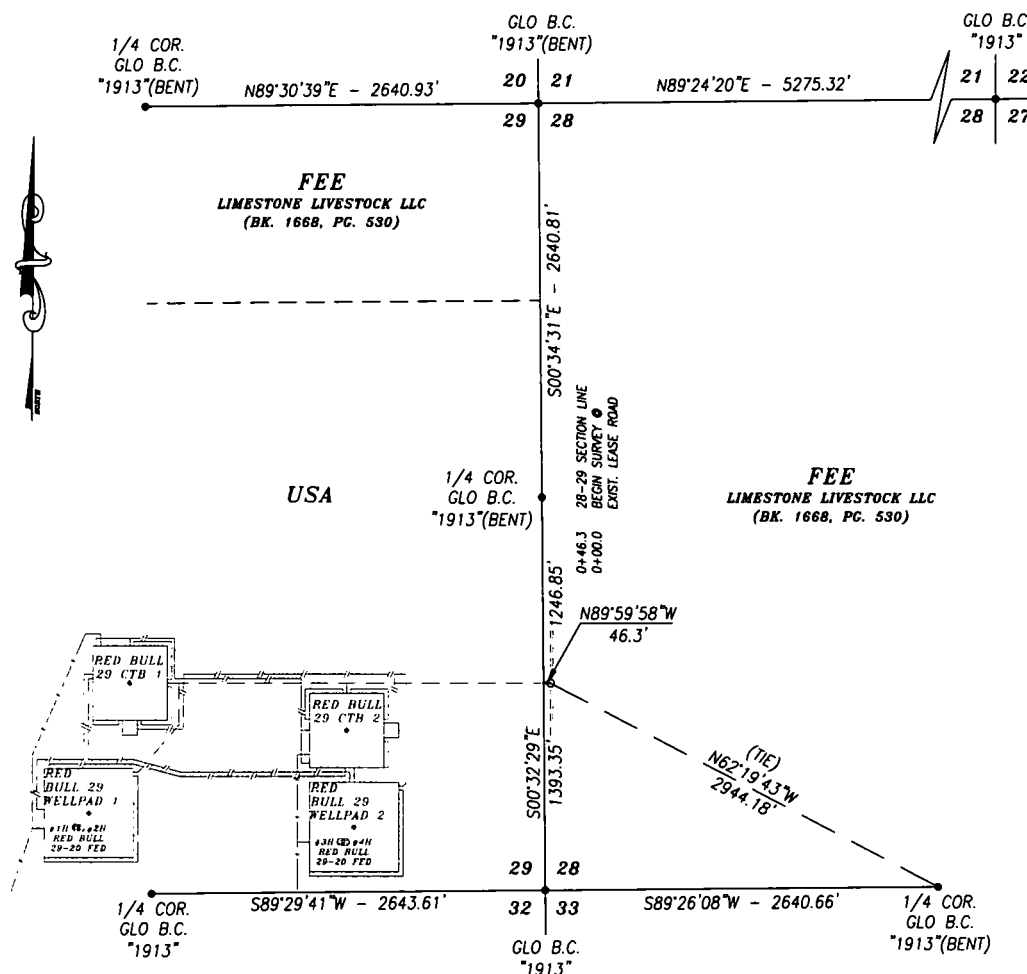 GLO B.C.
"1913"(BENT)
GLO B.C.
"1913"
1/4 COR.
GLO B.C.
"1913"(BENT)
N89°30'39"E - 2640.93'
20 21
N89°24'20"E - 5275.32'
21 22
29 28
28 27
FEE
LIMESTONE LIVESTOCK LLC
(BK. 1668, PG. 530)
S00°34'31"E - 2640.81'
NORTH
0+46.3 28-29 SECTION LINE
0+00.0 BEGIN SURVEY @
EXIST. LEASE ROAD
USA
1/4 COR.
GLO B.C.
"1913"(BENT)
FEE
LIMESTONE LIVESTOCK LLC
(BK. 1668, PG. 530)
1246.85'
N89°59'58"W
46.3'
RED BULL
29 CTB 1
RED BULL
29 CTB 2
S00°32'29"E
1393.35'
(TIE)
N62°19'43"W
2944.18'
RED
BULL 29
WELLPAD 1
#1H #2H
RED BULL
29-20 FED
RED
BULL 29
WELLPAD 2
#3H #4H
RED BULL
29-20 FED
29 28
1/4 COR.
GLO B.C.
"1913"
S89°29'41"W - 2643.61'
32 33
S89°26'08"W - 2640.66'
1/4 COR.
GLO B.C.
"1913"(BENT)
GLO B.C.
"1913"